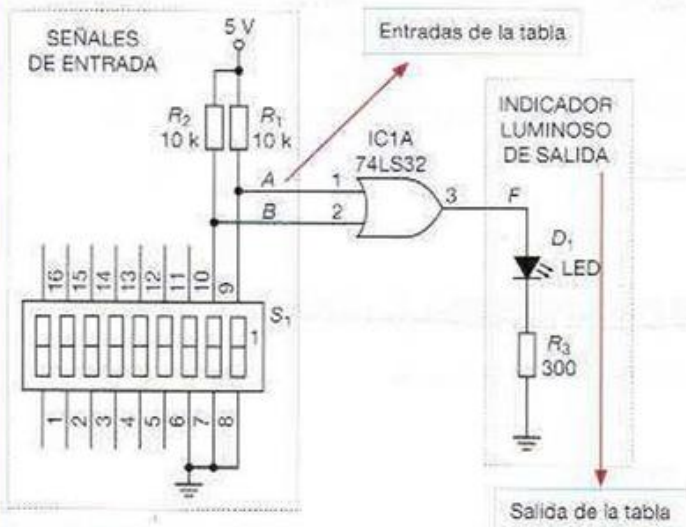 SEÑALES
DE ENTRADA
5 V
Entradas de la tabla
R2
10 k
R1
10 k
IC1A
74LS32
INDICADOR
LUMINOSO
DE SALIDA
A
1
B
2
3
F
D1
LED
16
15
14
13
12
11
10
9
S1
1
R3
300
1
2
3
4
5
6
7
8
Salida de la tabla